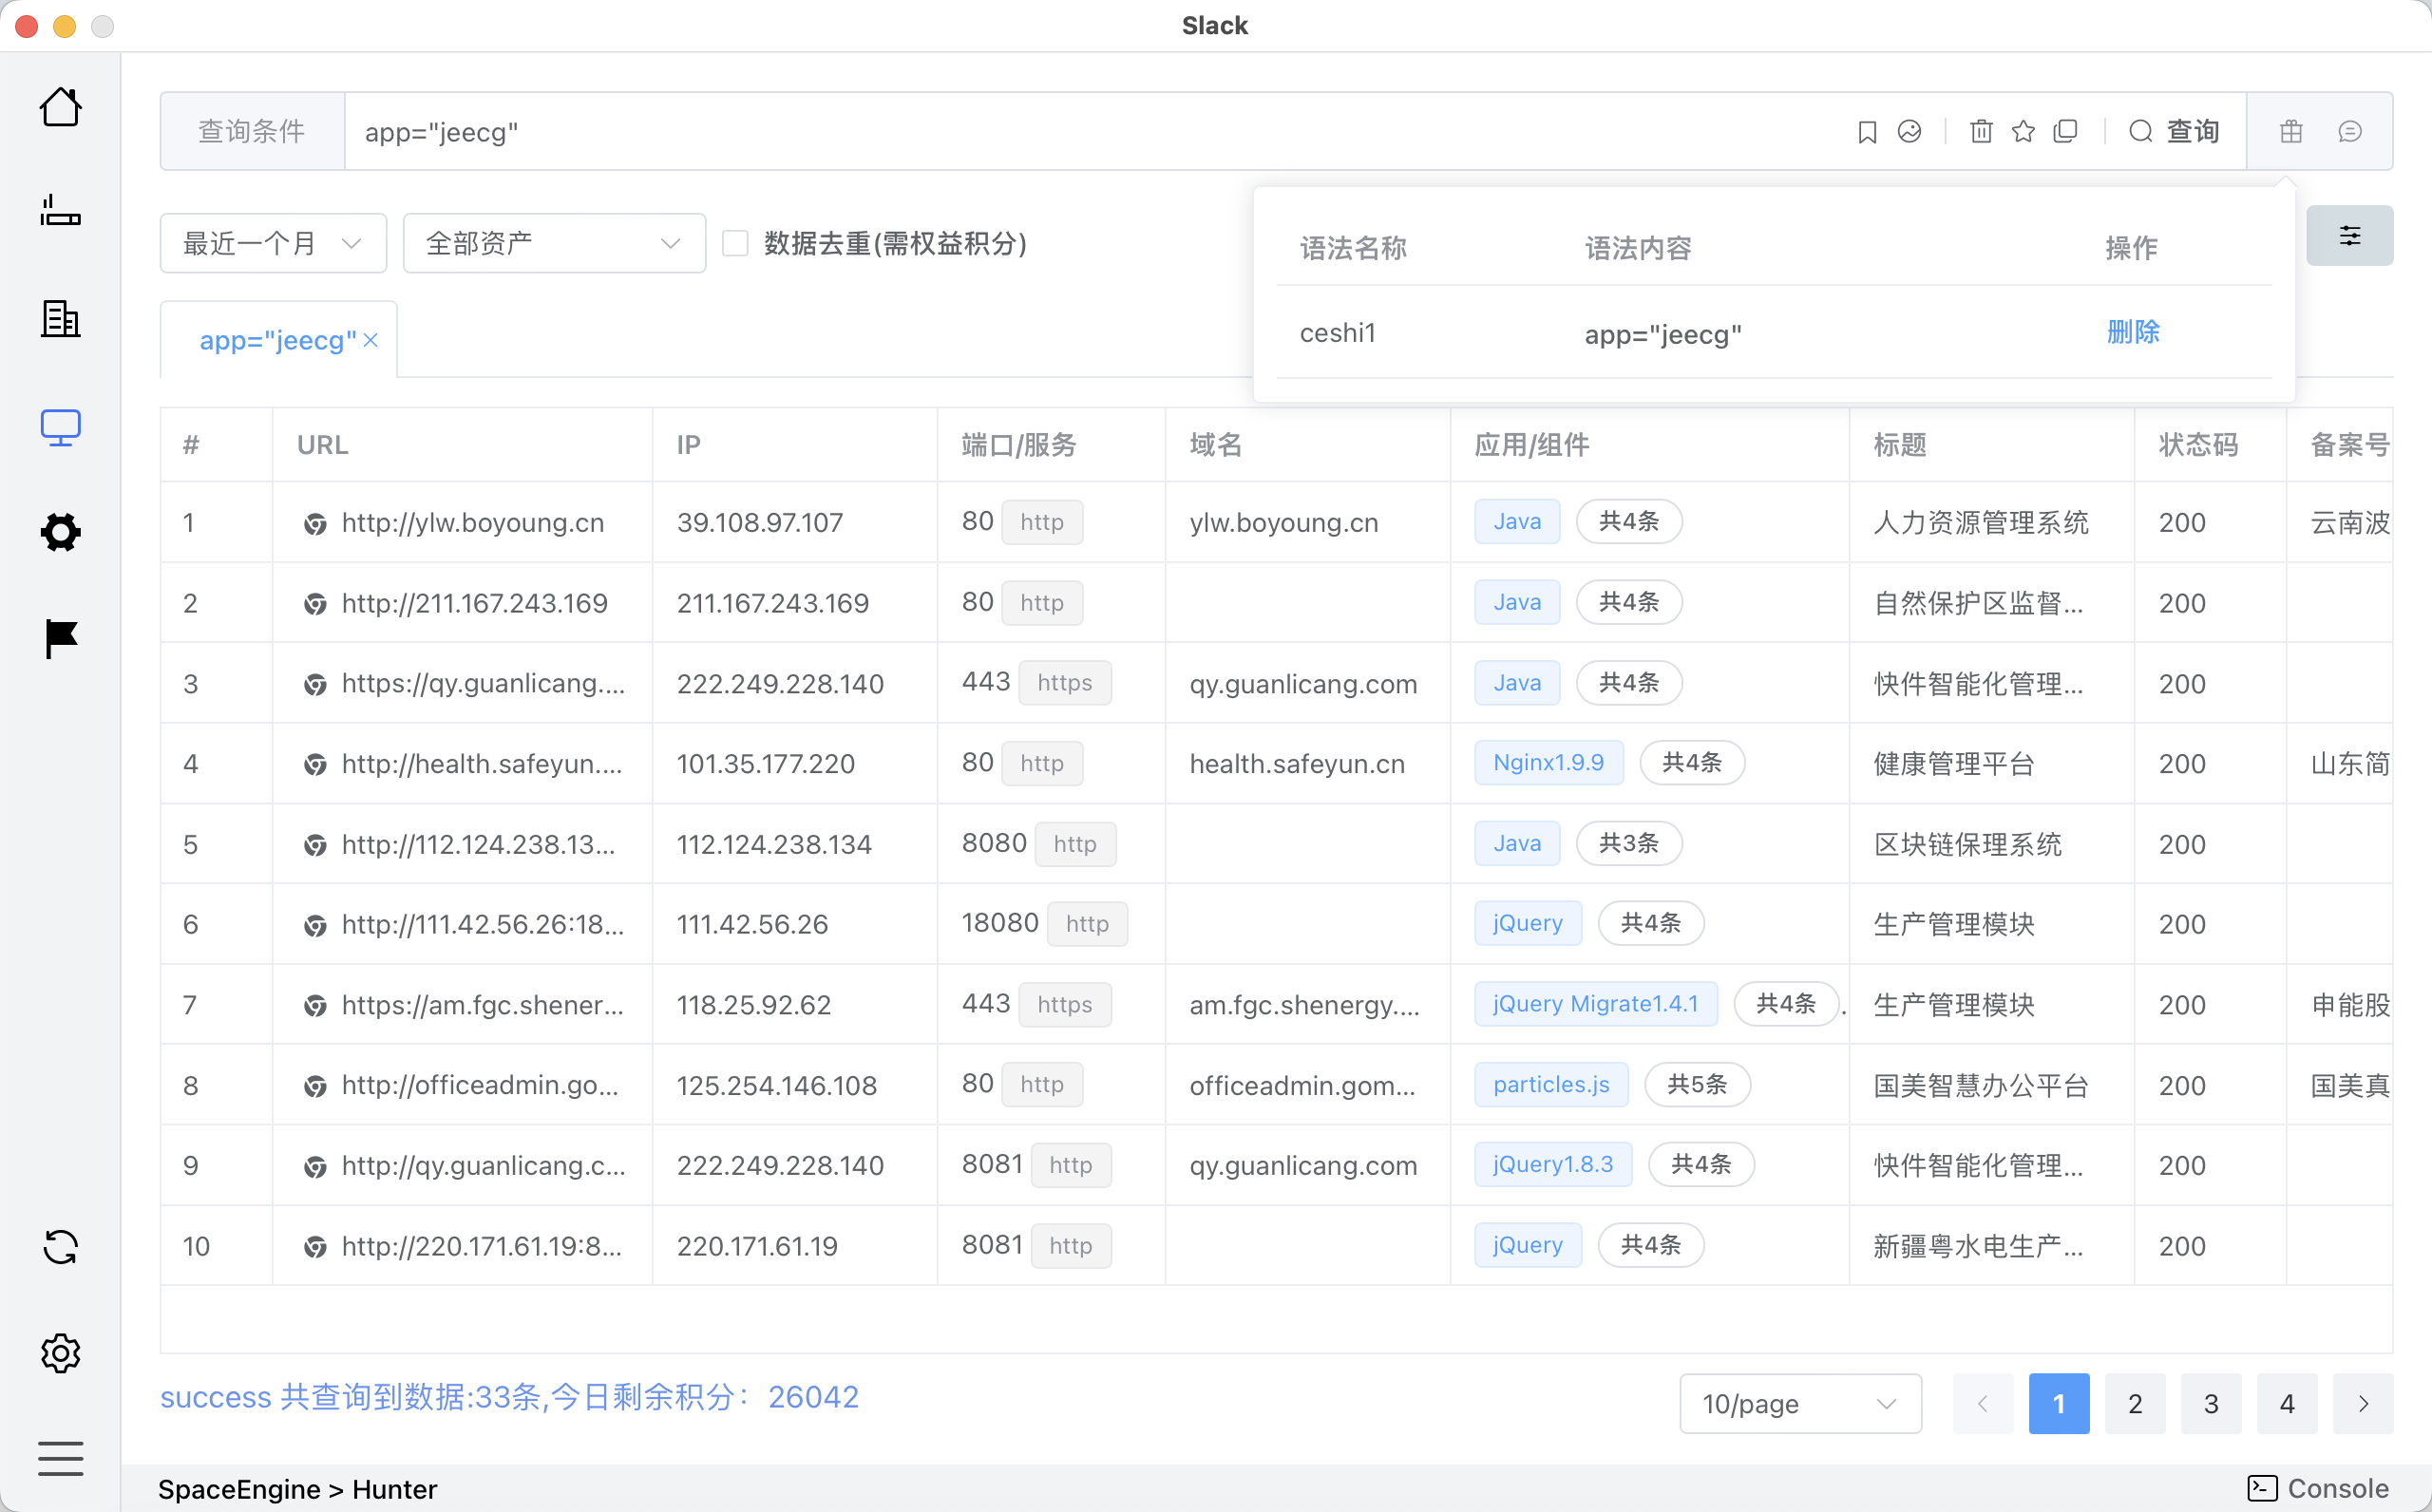 Slack
查询条件 app="jeecg" 查询
最近一个月 全部资产 数据去重(需权益积分)
语法名称 语法内容 操作
ceshi1 app="jeecg" 删除
app="jeecg"
# URL IP 端口/服务 域名 应用/组件 标题 状态码 备案号
1 http://ylw.boyoung.cn 39.108.97.107 80 http ylw.boyoung.cn Java 共4条 人力资源管理系统 200 云南波
2 http://211.167.243.169 211.167.243.169 80 http Java 共4条 自然保护区监督... 200
3 https://qy.guanlicang.... 222.249.228.140 443 https qy.guanlicang.com Java 共4条 快件智能化管理... 200
4 http://health.safeyun.... 101.35.177.220 80 http health.safeyun.cn Nginx1.9.9 共4条 健康管理平台 200 山东简
5 http://112.124.238.13... 112.124.238.134 8080 http Java 共3条 区块链保理系统 200
6 http://111.42.56.26:18... 111.42.56.26 18080 http jQuery 共4条 生产管理模块 200
7 https://am.fgc.shener... 118.25.92.62 443 https am.fgc.shenergy.... jQuery Migrate1.4.1 共4条 . 生产管理模块 200 申能股
8 http://officeadmin.go... 125.254.146.108 80 http officeadmin.gom... particles.js 共5条 国美智慧办公平台 200 国美真
9 http://qy.guanlicang.c... 222.249.228.140 8081 http qy.guanlicang.com jQuery1.8.3 共4条 快件智能化管理... 200
10 http://220.171.61.19:8... 220.171.61.19 8081 http jQuery 共4条 新疆粤水电生产... 200
success 共查询到数据:33条,今日剩余积分：26042 10/page 1 2 3 4
SpaceEngine > Hunter Console